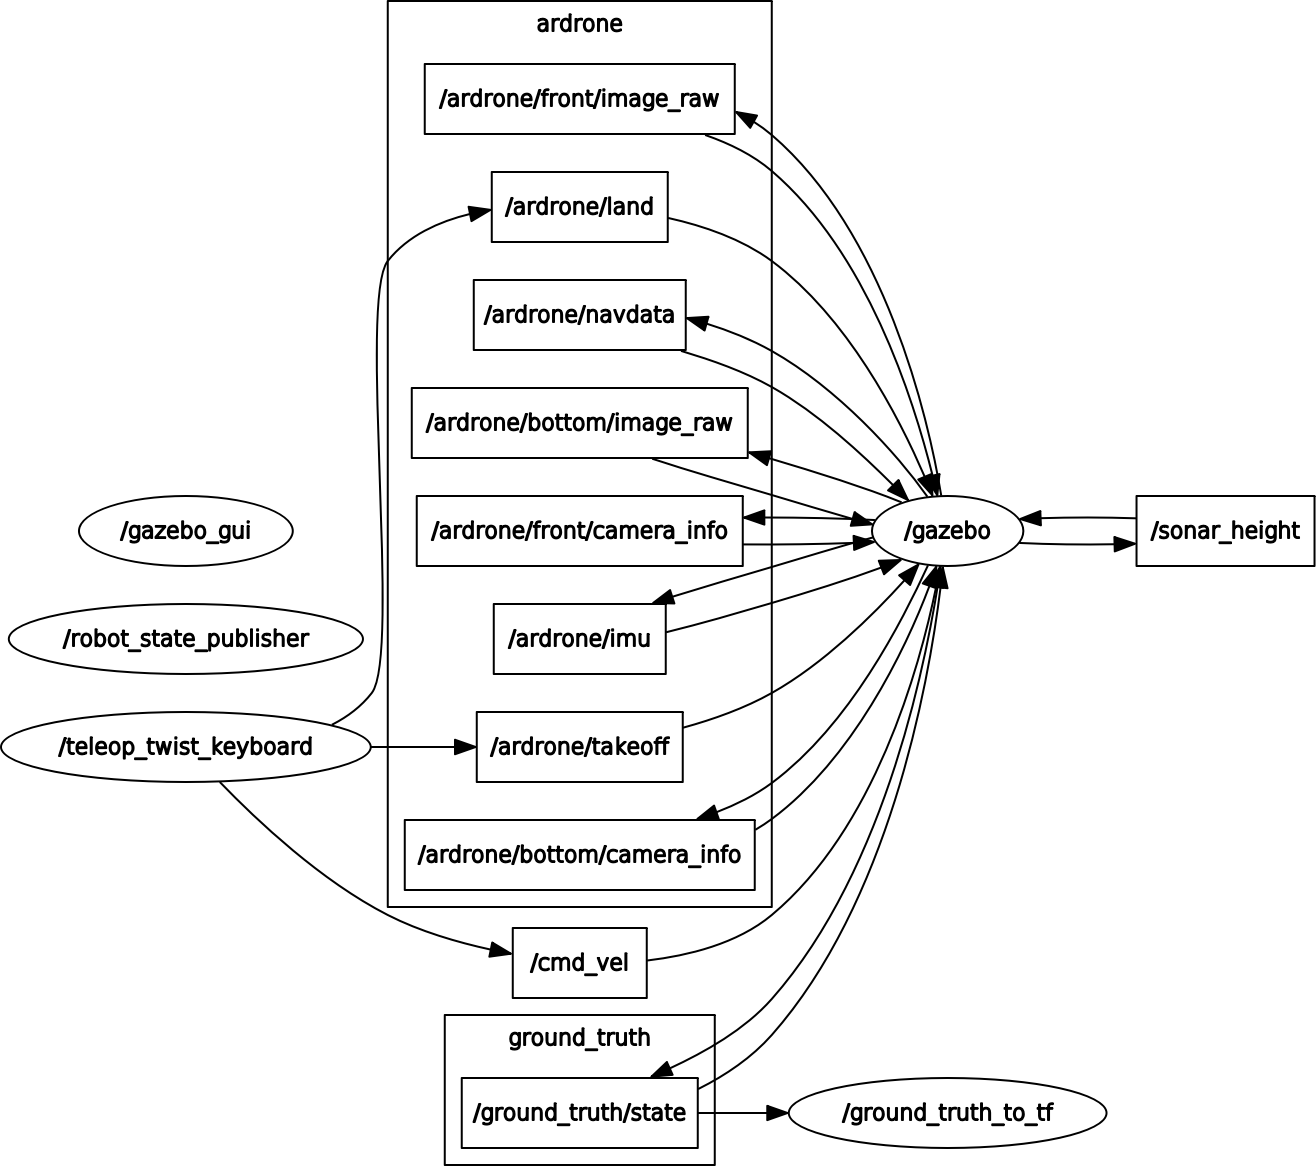 ardrone
/ardrone/front/image_raw
/ardrone/land
/ardrone/navdata
/ardrone/bottom/image_raw
/ardrone/front/camera_info
/gazebo_gui
/gazebo
/sonar_height
/robot_state_publisher
/ardrone/imu
/teleop_twist_keyboard
/ardrone/takeoff
/ardrone/bottom/camera_info
/cmd_vel
ground_truth
/ground_truth/state
/ground_truth_to_tf